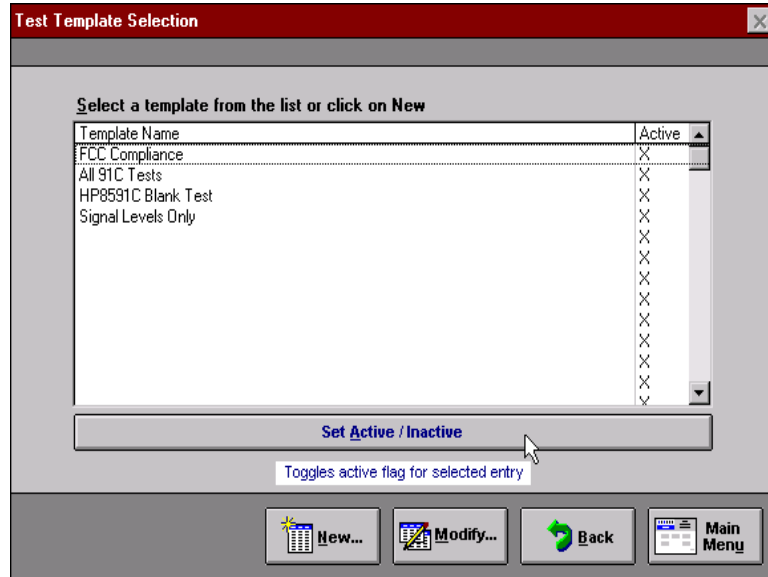 Test Template Selection
Select a template from the list or click on New
Template Name Active
FCC Compliance X
All 91C Tests X
HP8591C Blank Test X
Signal Levels Only X
X
X
X
X
X
X
X
X
X
Set Active / Inactive
Toggles active flag for selected entry
New... Modify... Back Main
Menu